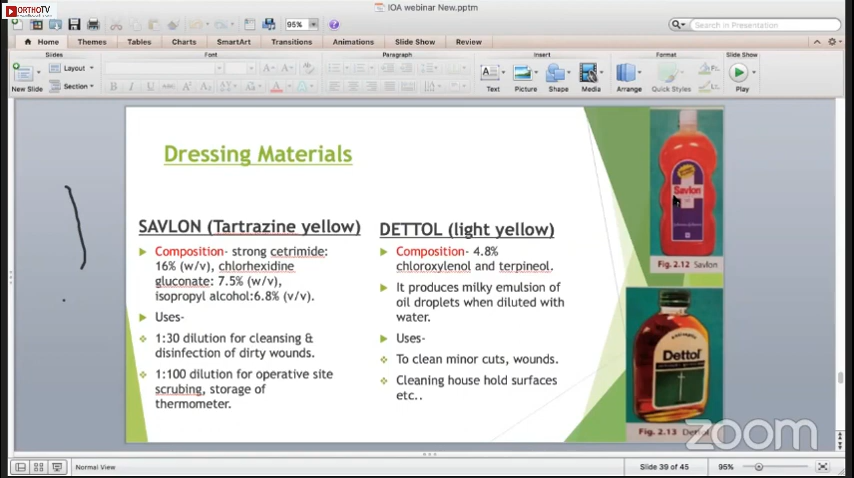 ORTHOTV
IOA webinar New.pptm
95%
Search in Presentation
Home
Themes
Tables
Charts
SmartArt
Transitions
Animations
Slide Show
Review
Slides
Font
Paragraph
Insert
Format
Slide Show
New Slide
Layout
Section
Text
Picture
Shape
Media
Arrange
Quick Styles
Play
Dressing Materials
SAVLON (Tartrazine yellow)
Composition- strong cetrimide:
16% (w/v), chlorhexidine
gluconate: 7.5% (w/v),
isopropyl alcohol:6.8% (v/v).
Uses-
1:30 dilution for cleansing &
disinfection of dirty wounds.
1:100 dilution for operative site
scrubing, storage of
thermometer.
DETTOL (light yellow)
Composition- 4.8%
chloroxylenol and terpineol.
It produces milky emulsion of
oil droplets when diluted with
water.
Uses-
To clean minor cuts, wounds.
Cleaning house hold surfaces
etc..
Savlon
Fig. 2.12 Savlon
Dettol
Fig. 2.13
zoom
Normal View
Slide 39 of 45
95%